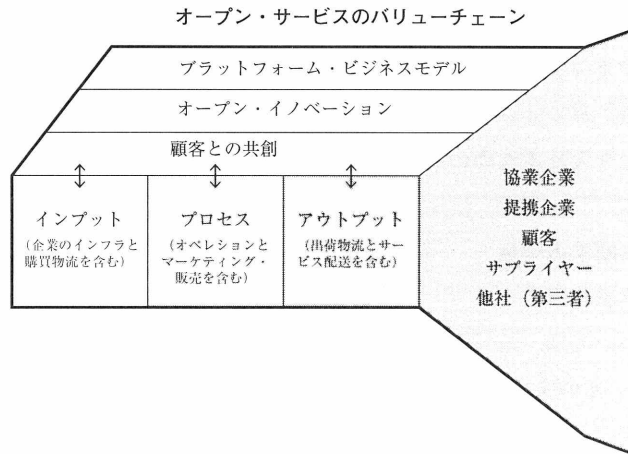 オープン・サービスのバリューチェーン
プラットフォーム・ビジネスモデル
オープン・イノベーション
顧客との共創
インプット
(企業のインフラと
購買物流を含む)
プロセス
(オペレションと
マーケティング・
販売を含む)
アウトプット
(出荷物流とサー
ビス配送を含む)
協業企業
提携企業
顧客
サプライヤー
他社（第三者）